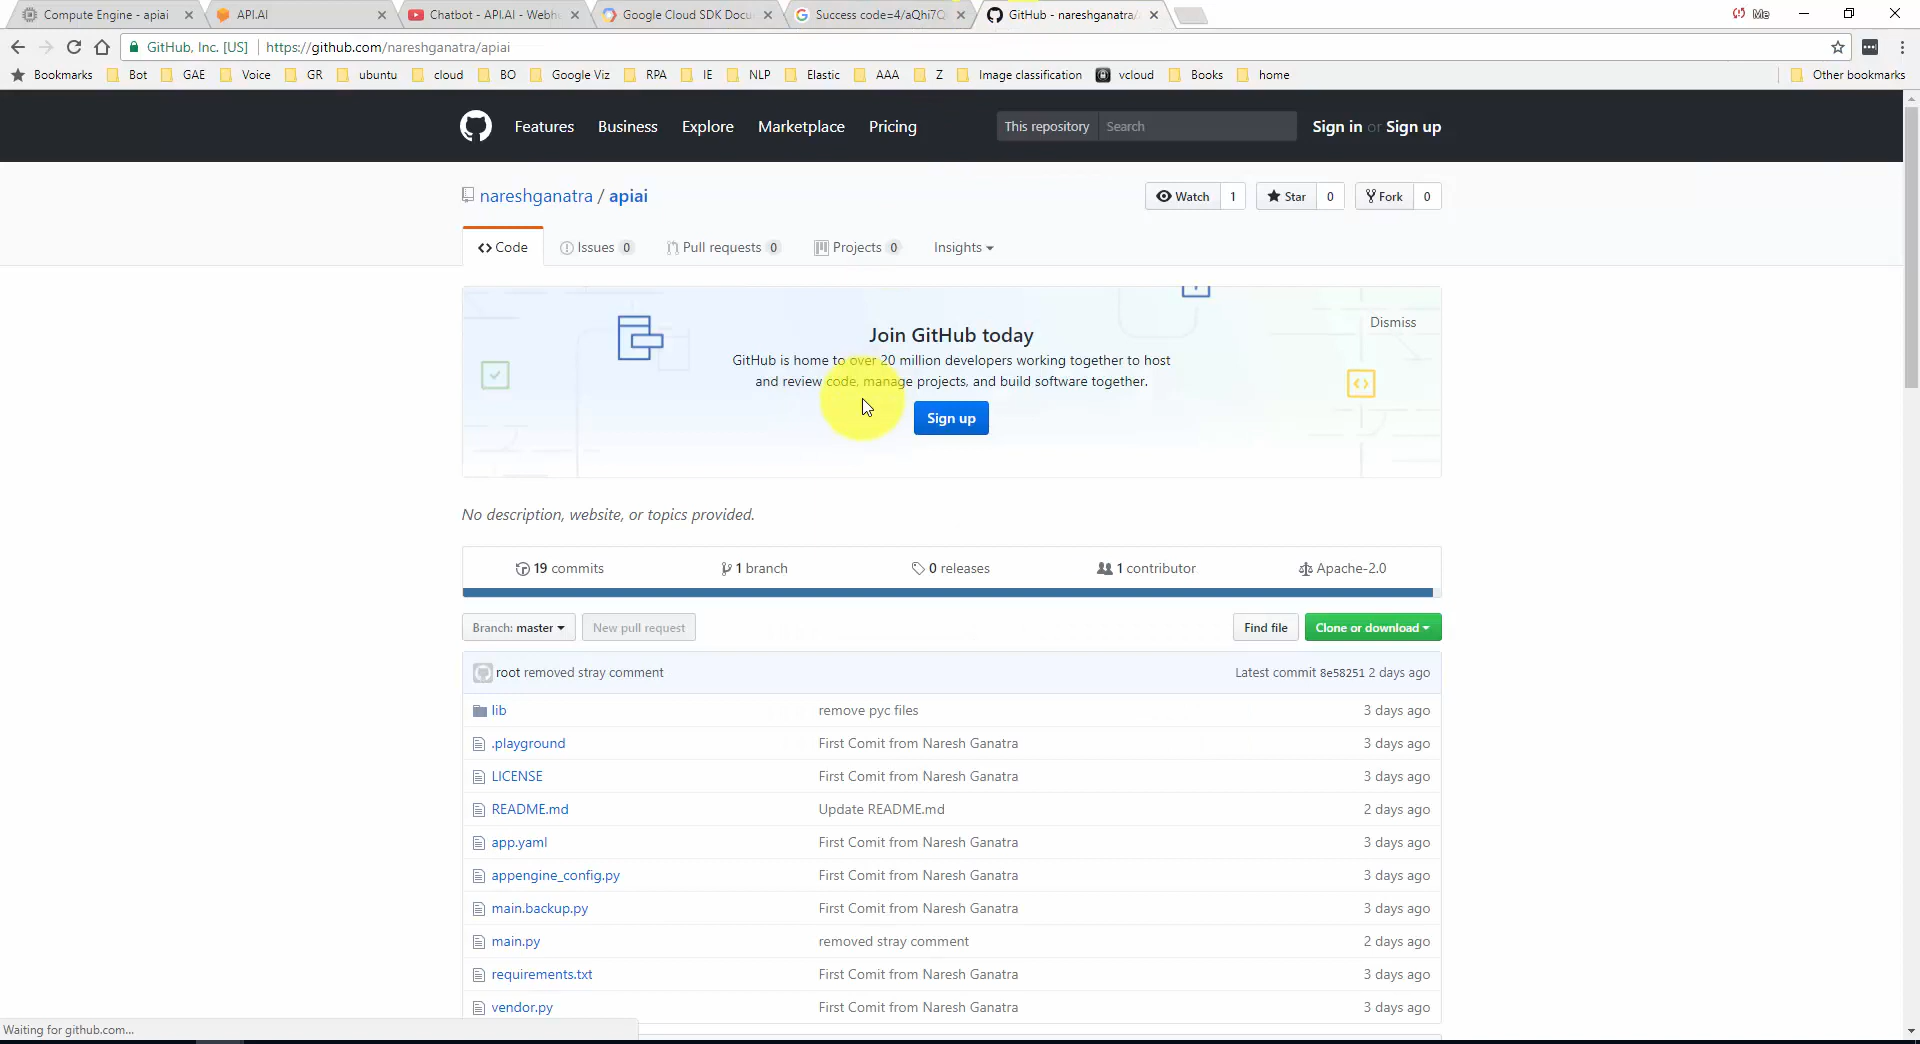 Compute Engine - apiai
API.AI
Chatbot - API.AI - Webh
Google Cloud SDK Docu
Success code=4/aQhi7Q
GitHub - nareshganatra/
Me
GitHub, Inc. [US]
https://github.com/nareshganatra/apiai
Bookmarks
Bot
GAE
Voice
GR
ubuntu
cloud
BO
Google Viz
RPA
IE
NLP
Elastic
AAA
Z
Image classification
vcloud
Books
home
Other bookmarks
Features
Business
Explore
Marketplace
Pricing
This repository
Search
Sign in or Sign up
nareshganatra / apiai
Watch 1
Star 0
Fork 0
Code
Issues 0
Pull requests 0
Projects 0
Insights
Join GitHub today
Dismiss
GitHub is home to over 20 million developers working together to host
and review code, manage projects, and build software together.
Sign up
No description, website, or topics provided.
19 commits
1 branch
0 releases
1 contributor
Apache-2.0
Branch: master
New pull request
Find file
Clone or download
root removed stray comment
Latest commit 8e58251 2 days ago
lib remove pyc files 3 days ago
.playground First Comit from Naresh Ganatra 3 days ago
LICENSE First Comit from Naresh Ganatra 3 days ago
README.md Update README.md 2 days ago
app.yaml First Comit from Naresh Ganatra 3 days ago
appengine_config.py First Comit from Naresh Ganatra 3 days ago
main.backup.py First Comit from Naresh Ganatra 3 days ago
main.py removed stray comment 2 days ago
requirements.txt First Comit from Naresh Ganatra 3 days ago
vendor.py First Comit from Naresh Ganatra 3 days ago
Waiting for github.com...